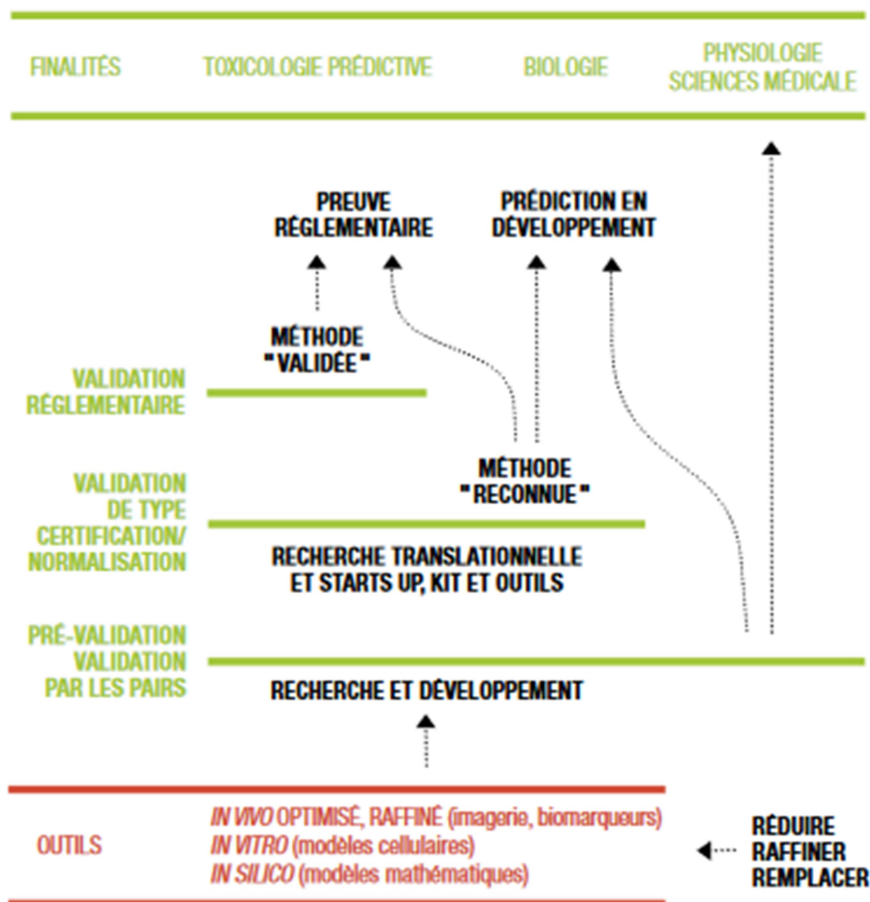 FINALITÉS
TOXICOLOGIE PRÉDICTIVE
BIOLOGIE
PHYSIOLOGIE
SCIENCES MÉDICALE
PREUVE
RÉGLEMENTAIRE
PRÉDICTION EN
DÉVELOPPEMENT
MÉTHODE
"VALIDÉE"
VALIDATION
RÉGLEMENTAIRE
MÉTHODE
"RECONNUE"
VALIDATION
DE TYPE
CERTIFICATION/
NORMALISATION
RECHERCHE TRANSLATIONNELLE
ET STARTS UP, KIT ET OUTILS
PRÉ-VALIDATION
VALIDATION
PAR LES PAIRS
RECHERCHE ET DÉVELOPPEMENT
OUTILS
IN VIVO OPTIMISÉ, RAFFINÉ (imagerie, biomarqueurs)
IN VITRO (modèles cellulaires)
IN SILICO (modèles mathématiques)
RÉDUIRE
RAFFINER
REMPLACER